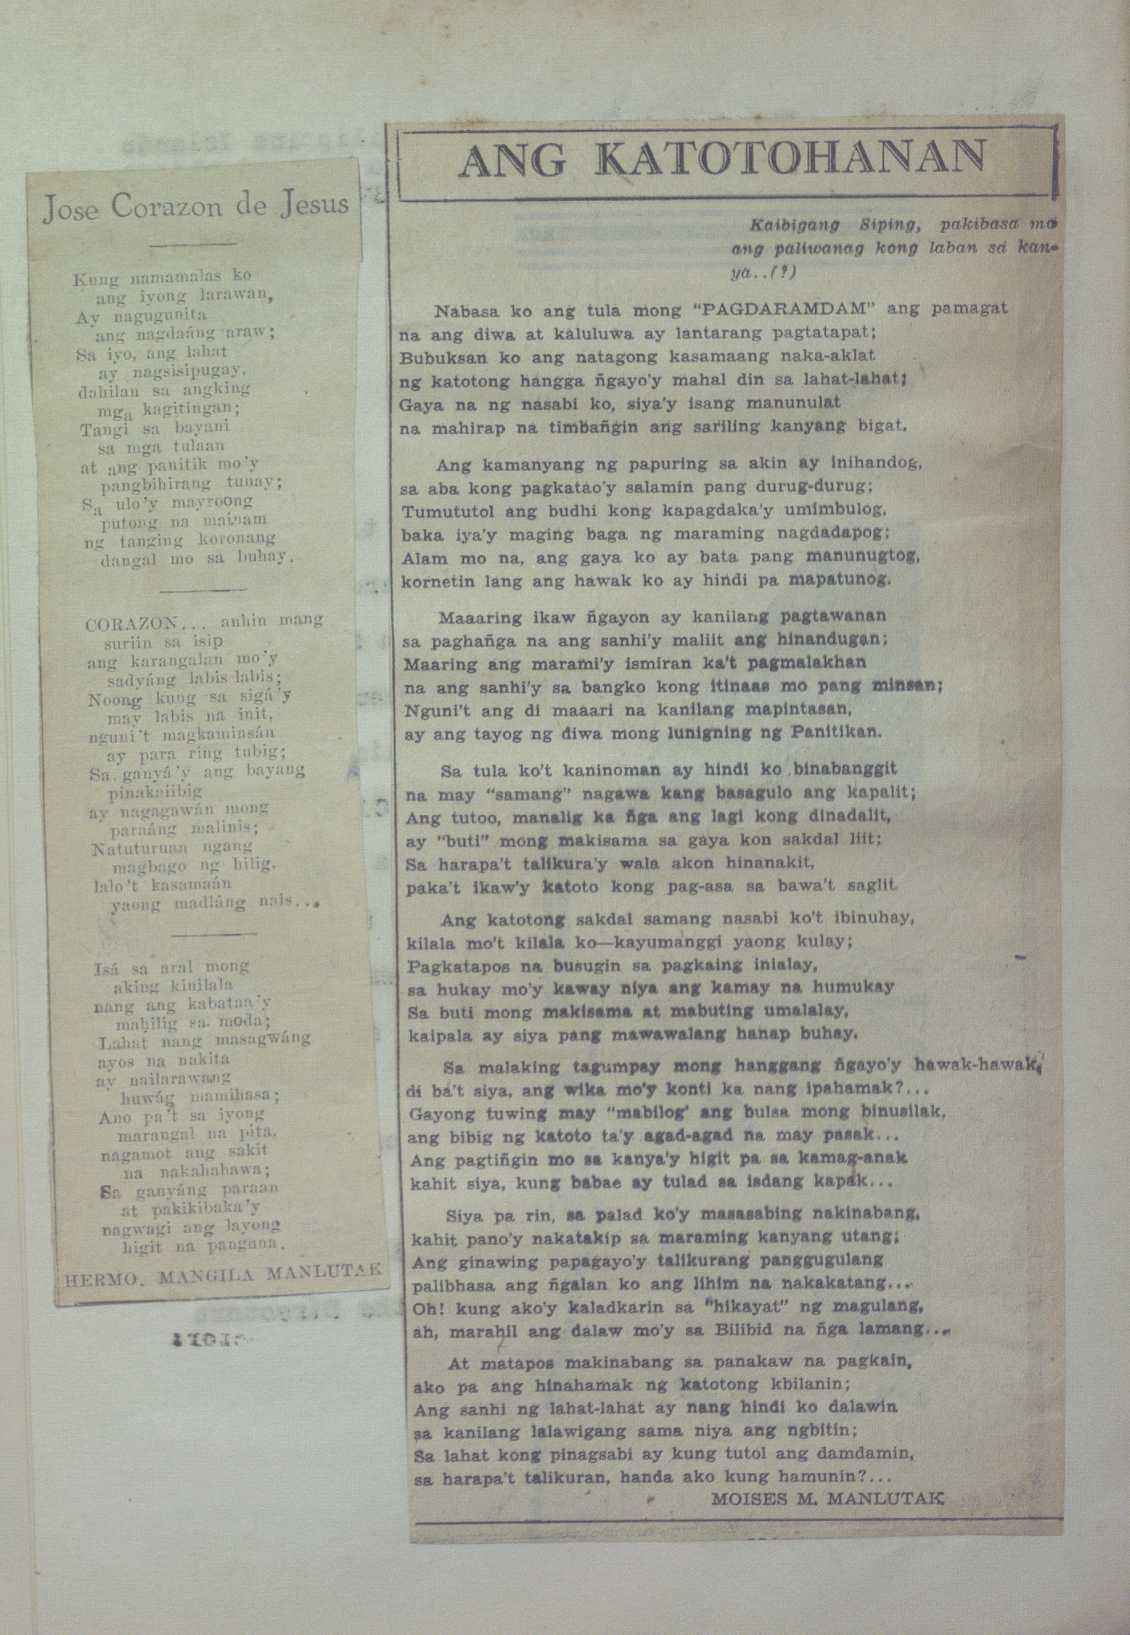 Jose Corazon de Jesus
Kung namamalas ko
ang iyong larawan,
Ay nagugunita
ang nagdaáng araw;
Sa iyo, ang lahat
ay nagsisipugay,
dahilan sa angking
mga kagitingan;
Tangi sa bayani
sa mga tulaan
at ang panitik mo'y
pangbihirang tunay;
Sa ulo'y mayroong
putong na mainam
ng tanging koronang
dangal mo sa buhay.
CORAZON... anhin mang
suriin sa isip
ang karangalan mo'y
sadyáng labis-labis;
Noong kung sa sigá'y
may labis na init,
nguni't magkaminsán
ay para ring tubig;
Sa ganyá'y ang bayang
pinakaiibig
ay nagagawán mong
paraáng malinis;
Natuturuan ngang
magbago ng hilig,
lalo't kasamaán
yaong madláng nais...
Isá sa aral mong
aking kinilala
nang ang kabataa'y
mahilig sa moda;
Lahat nang masagwáng
ayos na nakita
ay nailarawang
huwág mamihasa;
Ano pa't sa iyong
marangal na pita,
nagamot ang sakit
na nakahahawa;
Sa ganyáng paraan
at pakikibaka'y
nagwagi ang layong
higit na panguna.
HERMO. MANGILA MANLUTAK
ANG KATOTOHANAN
Kaibigang Siping, pakibasa mo
ang paliwanag kong laban sa kan-
ya..(?)
Nabasa ko ang tula mong "PAGDARAMDAM" ang pamagat
na ang diwa at kaluluwa ay lantarang pagtatapat;
Bubuksan ko ang natagong kasamaang naka-aklat
ng katotong hangga ñgayo'y mahal din sa lahat-lahat;
Gaya na ng nasabi ko, siya'y isang manunulat
na mahirap na timbañgin ang sariling kanyang bigat.
Ang kamanyang ng papuring sa akin ay inihandog,
sa aba kong pagkatao'y salamin pang durug-durug;
Tumututol ang budhi kong kapagdaka'y umimbulog,
baka iya'y maging baga ng maraming nagdadapog;
Alam mo na, ang gaya ko ay bata pang manunugtog,
kornetin lang ang hawak ko ay hindi pa mapatunog.
Maaaring ikaw ñgayon ay kanilang pagtawanan
sa paghañga na ang sanhi'y maliit ang hinandugan;
Maaring ang marami'y ismiran ka't pagmalakhan
na ang sanhi'y sa bangko kong itinaas mo pang minsan;
Nguni't ang di maaari na kanilang mapintasan,
ay ang tayog ng diwa mong lunigning ng Panitikan.
Sa tula ko't kaninoman ay hindi ko binabanggit
na may "samang" nagawa kang basagulo ang kapalit;
Ang tutoo, manalig ka ñga ang lagi kong dinadalit,
ay "buti" mong makisama sa gaya kon sakdal liit;
Sa harapa't talikura'y wala akon hinanakit,
paka't ikaw'y katoto kong pag-asa sa bawa't saglit
Ang katotong sakdal samang nasabi ko't ibinuhay,
kilala mo't kilala ko—kayumanggi yaong kulay;
Pagkatapos na busugin sa pagkaing inialay,
sa hukay mo'y kaway niya ang kamay na humukay
Sa buti mong makisama at mabuting umalalay,
kaipala ay siya pang mawawalang hanap buhay.
Sa malaking tagumpay mong hanggang ñgayo'y hawak-hawak,
di ba't siya, ang wika mo'y konti ka nang ipahamak?...
Gayong tuwing may "mabilog' ang bulsa mong binusilak,
ang bibig ng katoto ta'y agad-agad na may pasak...
Ang pagtiñgin mo sa kanya'y higit pa sa kamag-anak
kahit siya, kung babae ay tulad sa isdang kapak...
Siya pa rin, sa palad ko'y masasabing nakinabang,
kahit pano'y nakatakip sa maraming kanyang utang;
Ang ginawing papagayo'y talikurang panggugulang
palibhasa ang ñgalan ko ang lihim na nakakatang...
Oh! kung ako'y kaladkarin sa "hikayat" ng magulang,
ah, marahil ang dalaw mo'y sa Bilibid na ñga lamang...
At matapos makinabang sa panakaw na pagkain,
ako pa ang hinahamak ng katotong kbilanin;
Ang sanhi ng lahat-lahat ay nang hindi ko dalawin
sa kanilang lalawigang sama niya ang ngbitin;
Sa lahat kong pinagsabi ay kung tutol ang damdamin,
sa harapa't talikuran, handa ako kung hamunin?...
MOISES M. MANLUTAK